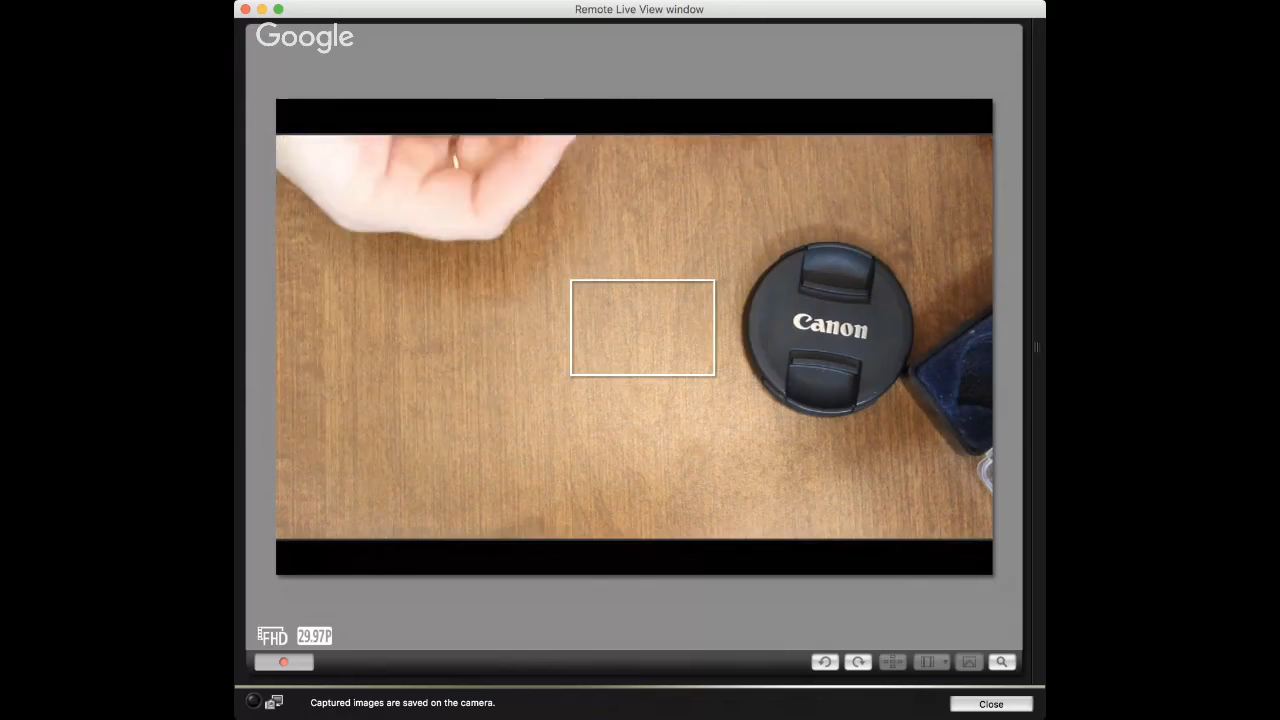 Remote Live View window
Google
Canon
FHD 29.97P
Captured images are saved on the camera.
Close